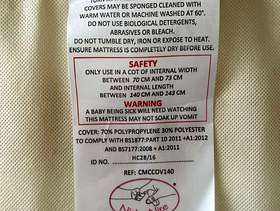 COVERS MAY BE SPONGED CLEANED WITH
WARM WATER OR MACHINE WASHED AT 60°.
DO NOT USE BIOLOGICAL DETERGENTS,
ABRASIVES OR BLEACH.
DO NOT TUMBLE DRY, IRON OR EXPOSE TO HEAT.
ENSURE MATTRESS IS COMPLETELY DRY BEFORE USE.
SAFETY
ONLY USE IN A COT OF INTERNAL WIDTH
BETWEEN 70 CM AND 73 CM
AND INTERNAL LENGTH
BETWEEN 140 CM AND 143 CM
WARNING
A BABY BEING SICK WILL NEED WATCHING
THIS MATTRESS MAY NOT SOAK UP VOMIT
COVER: 70% POLYPROPYLENE 30% POLYESTER
TO COMPLY WITH BS1877:PART 10 2011 +A1:2012
AND BS7177:2008 + A1:2011
ID NO. HC28/16
REF: CMCCOV140